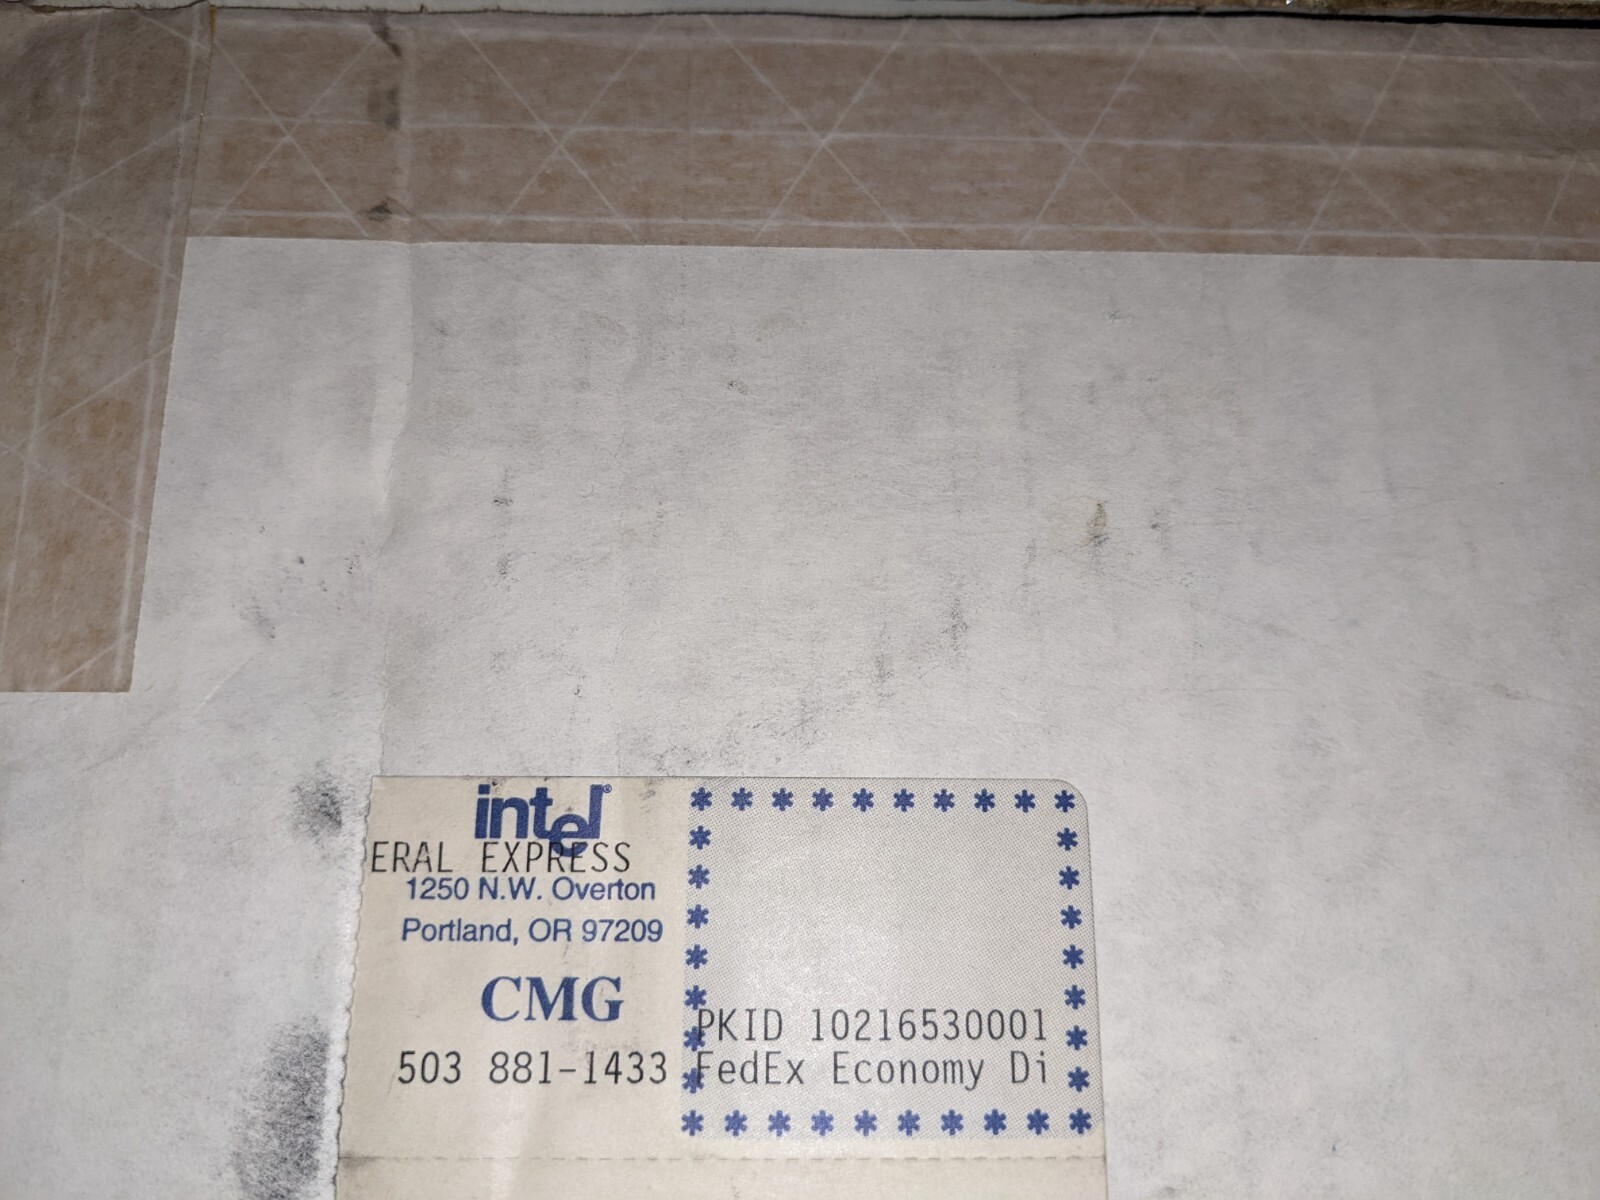 intel®
ERAL EXPRESS
1250 N.W. Overton
Portland, OR 97209
CMG
PKID 10216530001
503 881-1433 FedEx Economy Di